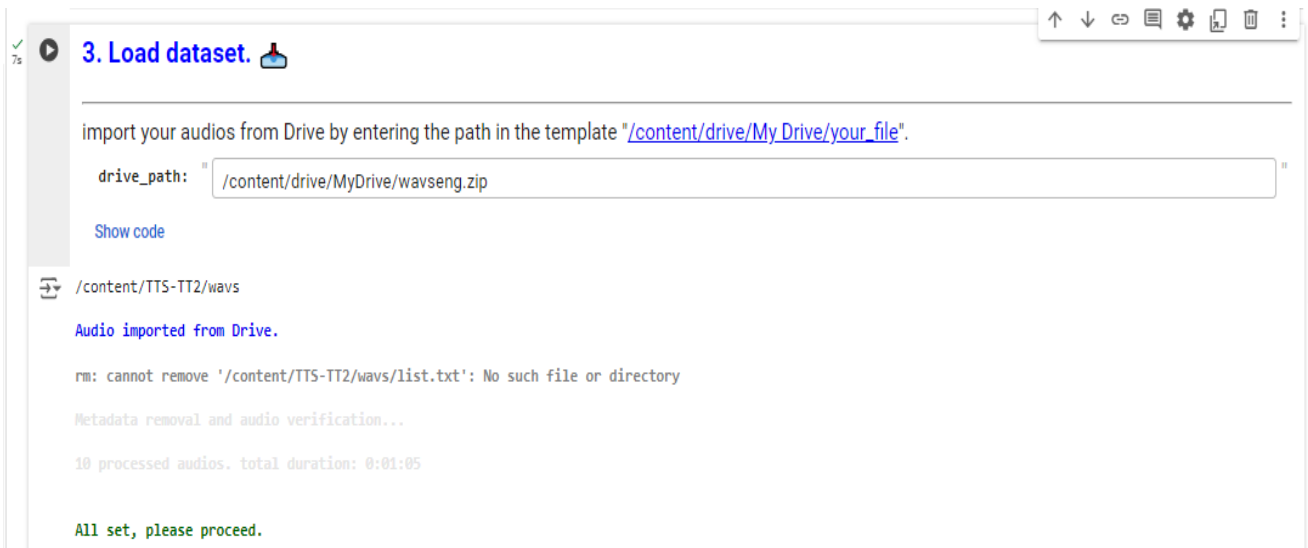 3. Load dataset.
7s
import your audios from Drive by entering the path in the template "/content/drive/My Drive/your_file".
drive_path: "/content/drive/MyDrive/wavseng.zip"
Show code
/content/TTS-TT2/wavs
Audio imported from Drive.
rm: cannot remove '/content/TTS-TT2/wavs/list.txt': No such file or directory
Metadata removal and audio verification...
10 processed audios. total duration: 0:01:05
All set, please proceed.